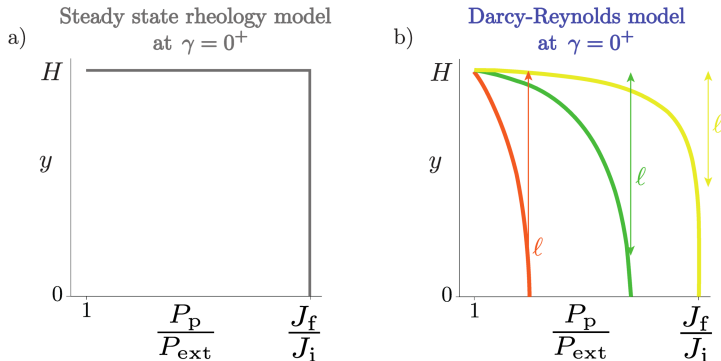 Steady state rheology model
at γ = 0⁺
a)
H
y
0
1
P_p / P_ext
J_f / J_i
Darcy-Reynolds model
at γ = 0⁺
b)
H
y
0
ℓ
ℓ
ℓ
1
P_p / P_ext
J_f / J_i